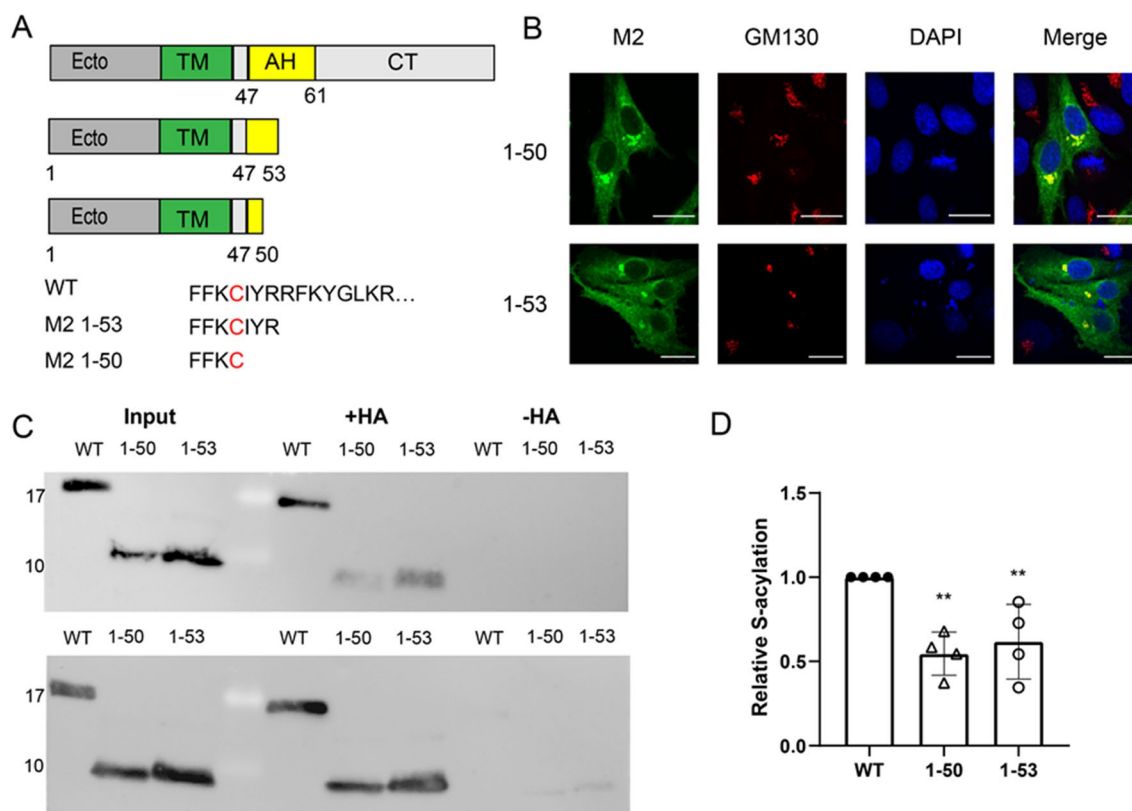 A
Ecto TM AH CT
47 61
Ecto TM
1 47 53
Ecto TM
1 47 50
WT FFKCIYRRFKYGLKR...
M2 1-53 FFKCIYR
M2 1-50 FFKC
B
M2 GM130 DAPI Merge
1-50
1-53
C
Input +HA -HA
WT 1-50 1-53 WT 1-50 1-53 WT 1-50 1-53
17
10
WT 1-50 1-53 WT 1-50 1-53 WT 1-50 1-53
17
10
D
Relative S-acylation
1.5
1.0
0.5
0.0
** **
WT 1-50 1-53